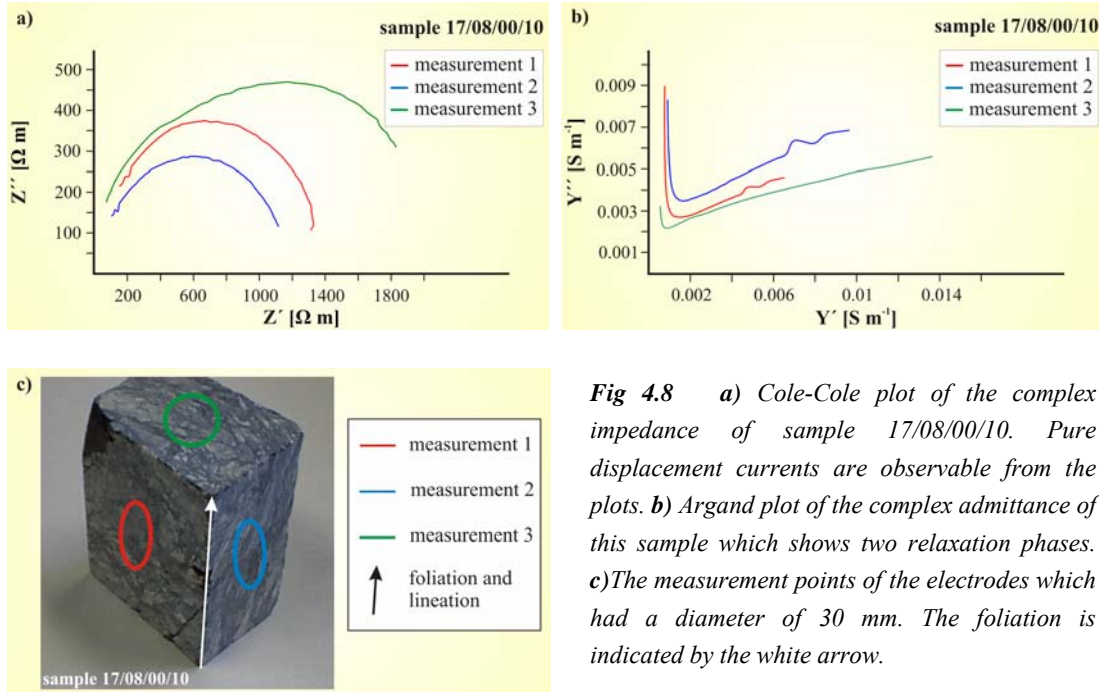 a)
sample 17/08/00/10
measurement 1
measurement 2
measurement 3
500
400
300
200
100
Z´´ [Ω m]
200 600 1000 1400 1800
Z´ [Ω m]
b)
sample 17/08/00/10
measurement 1
measurement 2
measurement 3
0.009
0.007
0.005
0.003
0.001
Y´´ [S m⁻¹]
0.002 0.006 0.01 0.014
Y´ [S m⁻¹]
c)
sample 17/08/00/10
measurement 1
measurement 2
measurement 3
foliation and
lineation
Fig 4.8 a) Cole-Cole plot of the complex
impedance of sample 17/08/00/10. Pure
displacement currents are observable from the
plots. b) Argand plot of the complex admittance of
this sample which shows two relaxation phases.
c)The measurement points of the electrodes which
had a diameter of 30 mm. The foliation is
indicated by the white arrow.